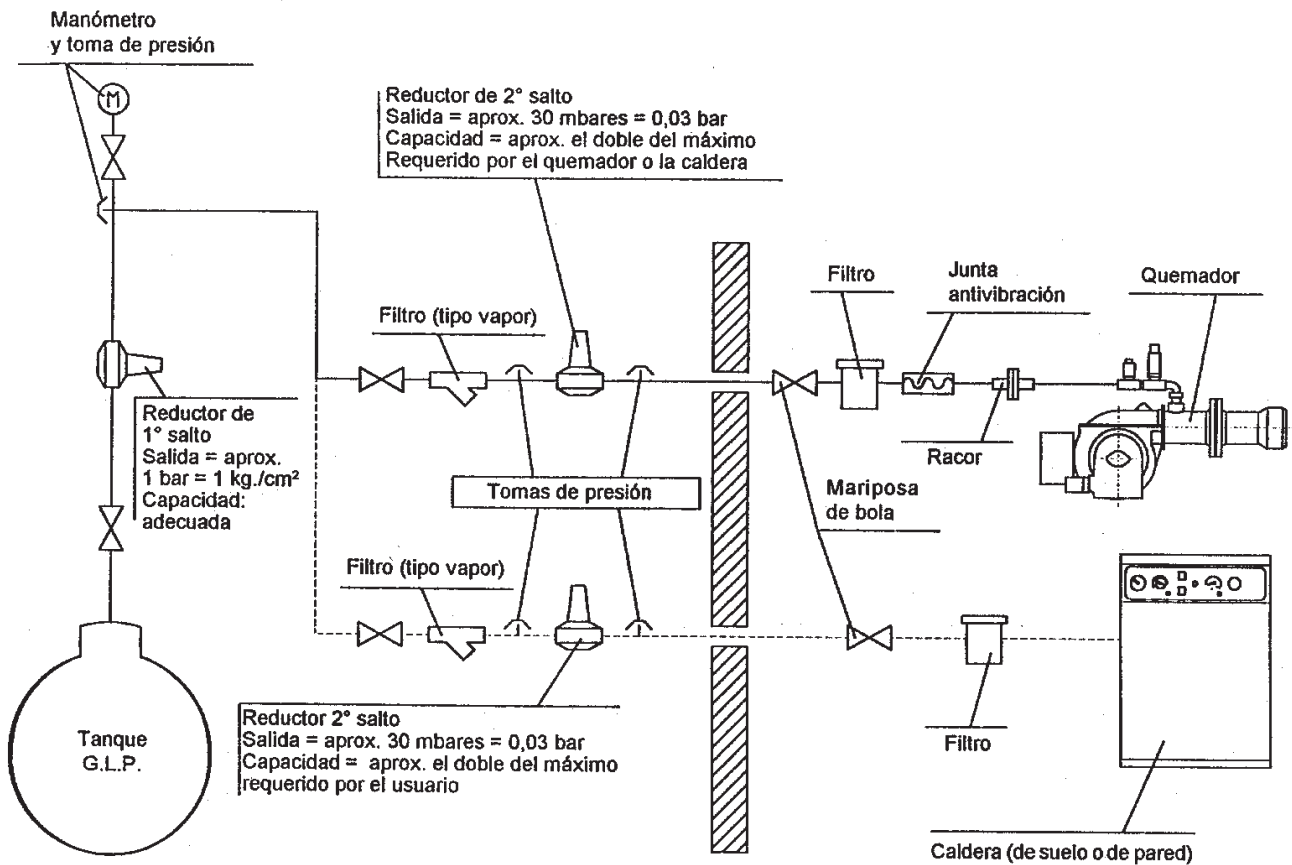 Manómetro
y toma de presión
M
Reductor de 2° salto
Salida = aprox. 30 mbares = 0,03 bar
Capacidad = aprox. el doble del máximo
Requerido por el quemador o la caldera
Filtro
Junta
antivibración
Quemador
Filtro (tipo vapor)
Reductor de
1° salto
Salida = aprox.
1 bar = 1 kg./cm²
Capacidad:
adecuada
Racor
Tomas de presión
Mariposa
de bola
Filtro (tipo vapor)
Reductor 2° salto
Salida = aprox. 30 mbares = 0,03 bar
Capacidad = aprox. el doble del máximo
requerido por el usuario
Tanque
G.L.P.
Filtro
Caldera (de suelo o de pared)